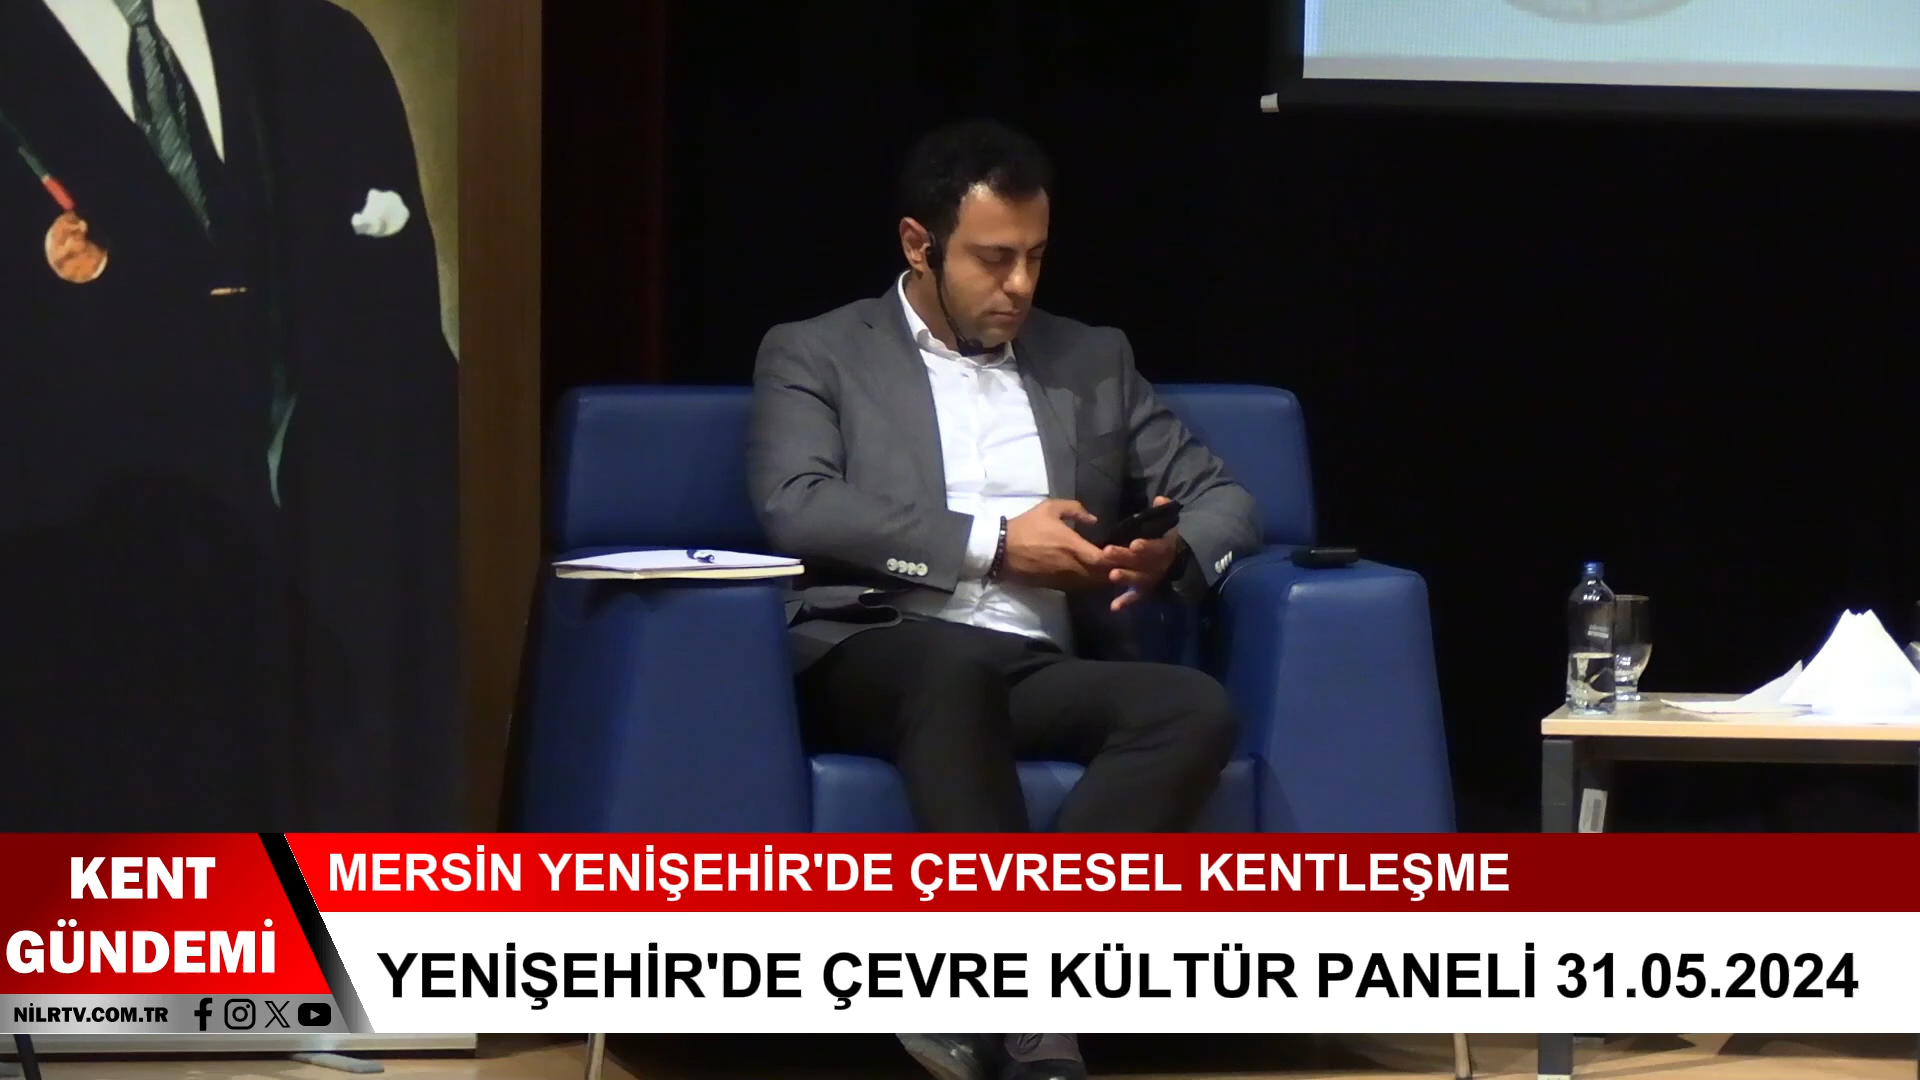 MERSİN YENİŞEHİR'DE ÇEVRESEL KENTLEŞME
KENT
GÜNDEMİ
YENİŞEHİR'DE ÇEVRE KÜLTÜR PANELİ 31.05.2024
NİLRTV.COM.TR